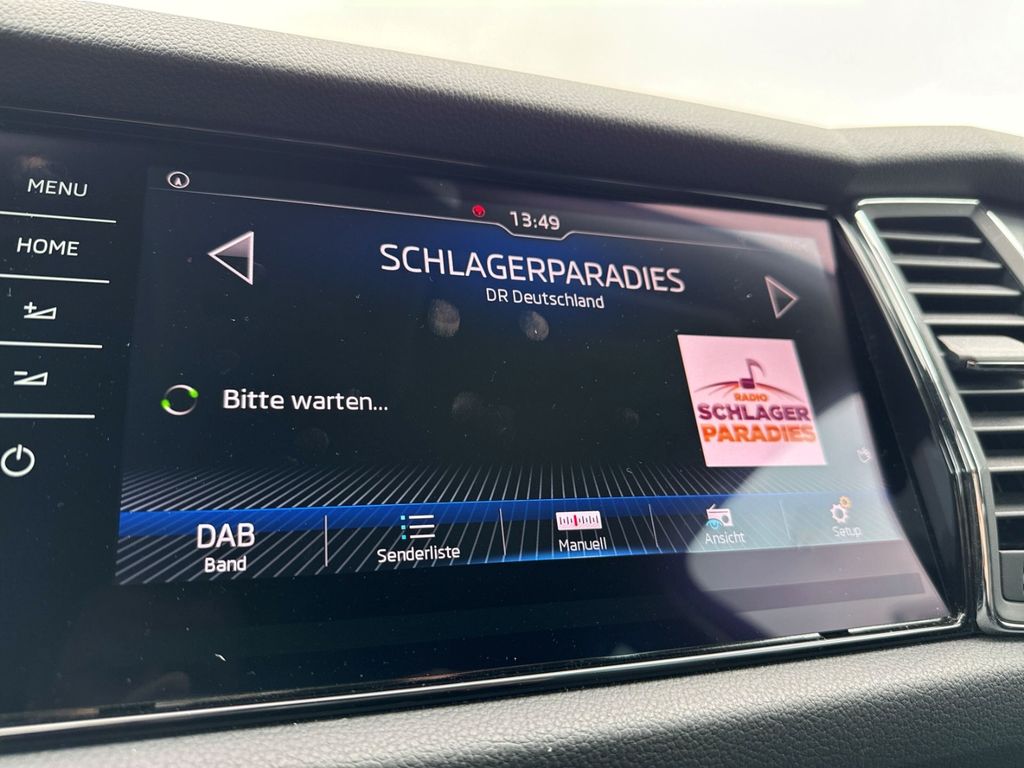 MENU
HOME
13:49
SCHLAGERPARADIES
DR Deutschland
Bitte warten...
RADIO
SCHLAGER
PARADIES
DAB
Band
Senderliste
Manuell
Ansicht
Setup